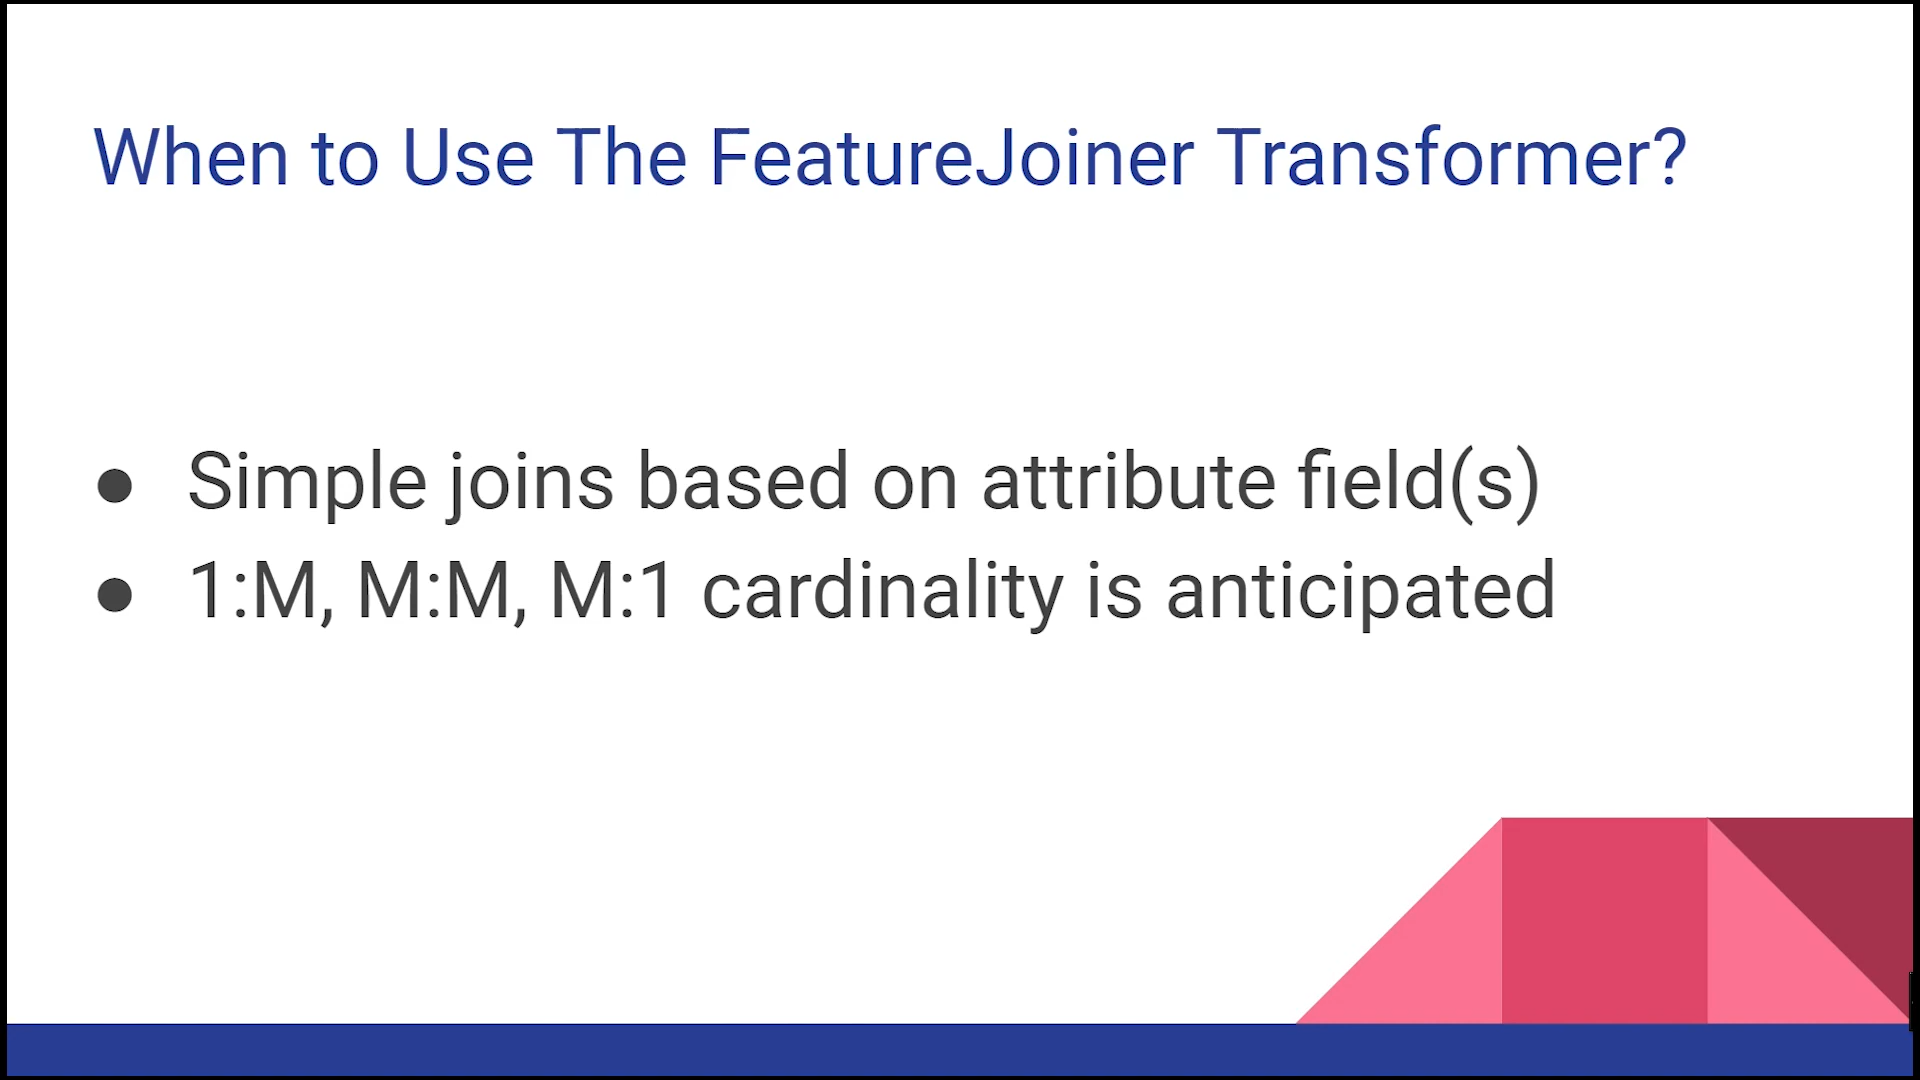 When to Use The FeatureJoiner Transformer?
● Simple joins based on attribute field(s)
● 1:M, M:M, M:1 cardinality is anticipated